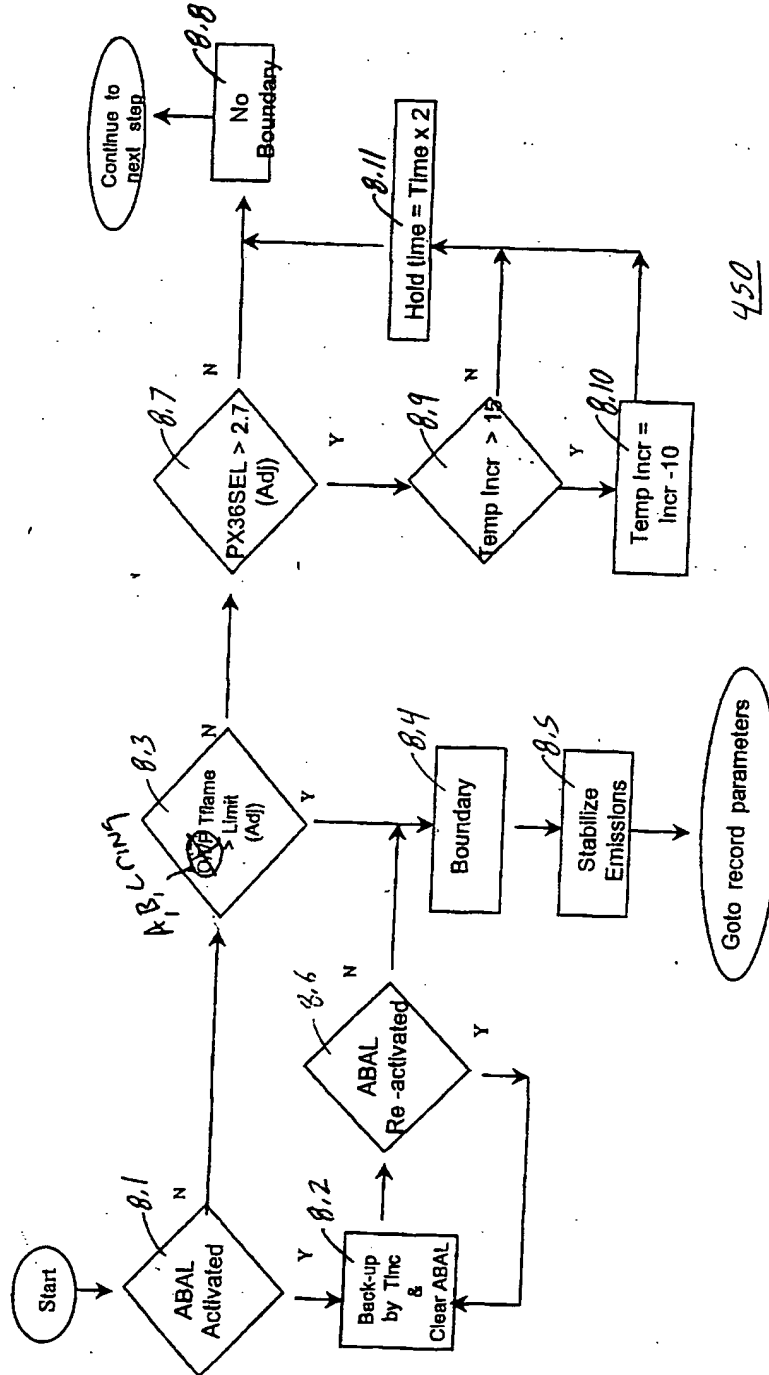 Start
8.1
ABAL
Activated
N
Y
8.2
Back-up
by TInc
&
Clear ABAL
8.6
ABAL
Re -activated
N
Y
A, B, C RING
8.3
Tflame
> Limit
(Adj)
N
Y
8.4
Boundary
8.5
Stabilize
Emissions
Goto record parameters
8.7
PX36SEL > 2.7
(Adj)
N
Y
8.9
Temp Incr > 15
N
Y
8.10
Temp Incr =
Incr -10
8.11
Hold time = Time x 2
8.8
No
Boundary
Continue to
next step
450